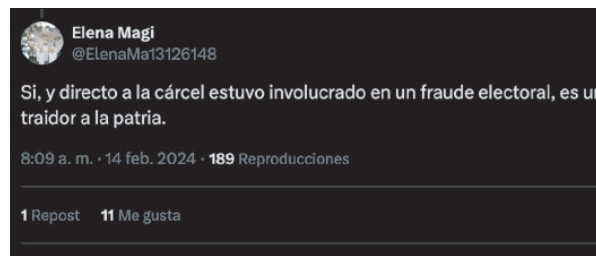 Elena Magi
@ElenaMa13126148
Si, y directo a la cárcel estuvo involucrado en un fraude electoral, es
traidor a la patria.
8:09 a. m. · 14 feb. 2024 · 189 Reproducciones
1 Repost 11 Me gusta